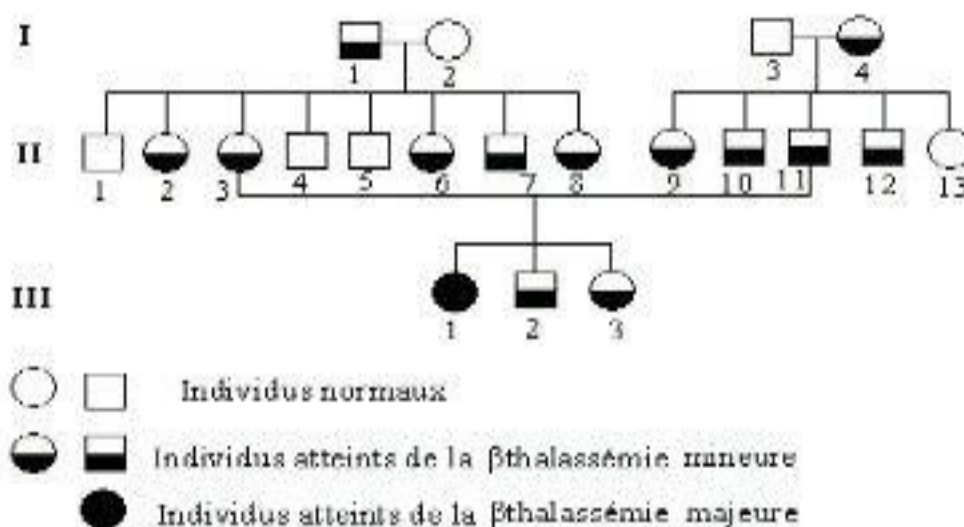 I
1 2 3 4
II
1 2 3 4 5 6 7 8 9 10 11 12 13
III
1 2 3
Individus normaux
Individus atteints de la βthalassémie mineure
Individus atteints de la βthalassémie majeure